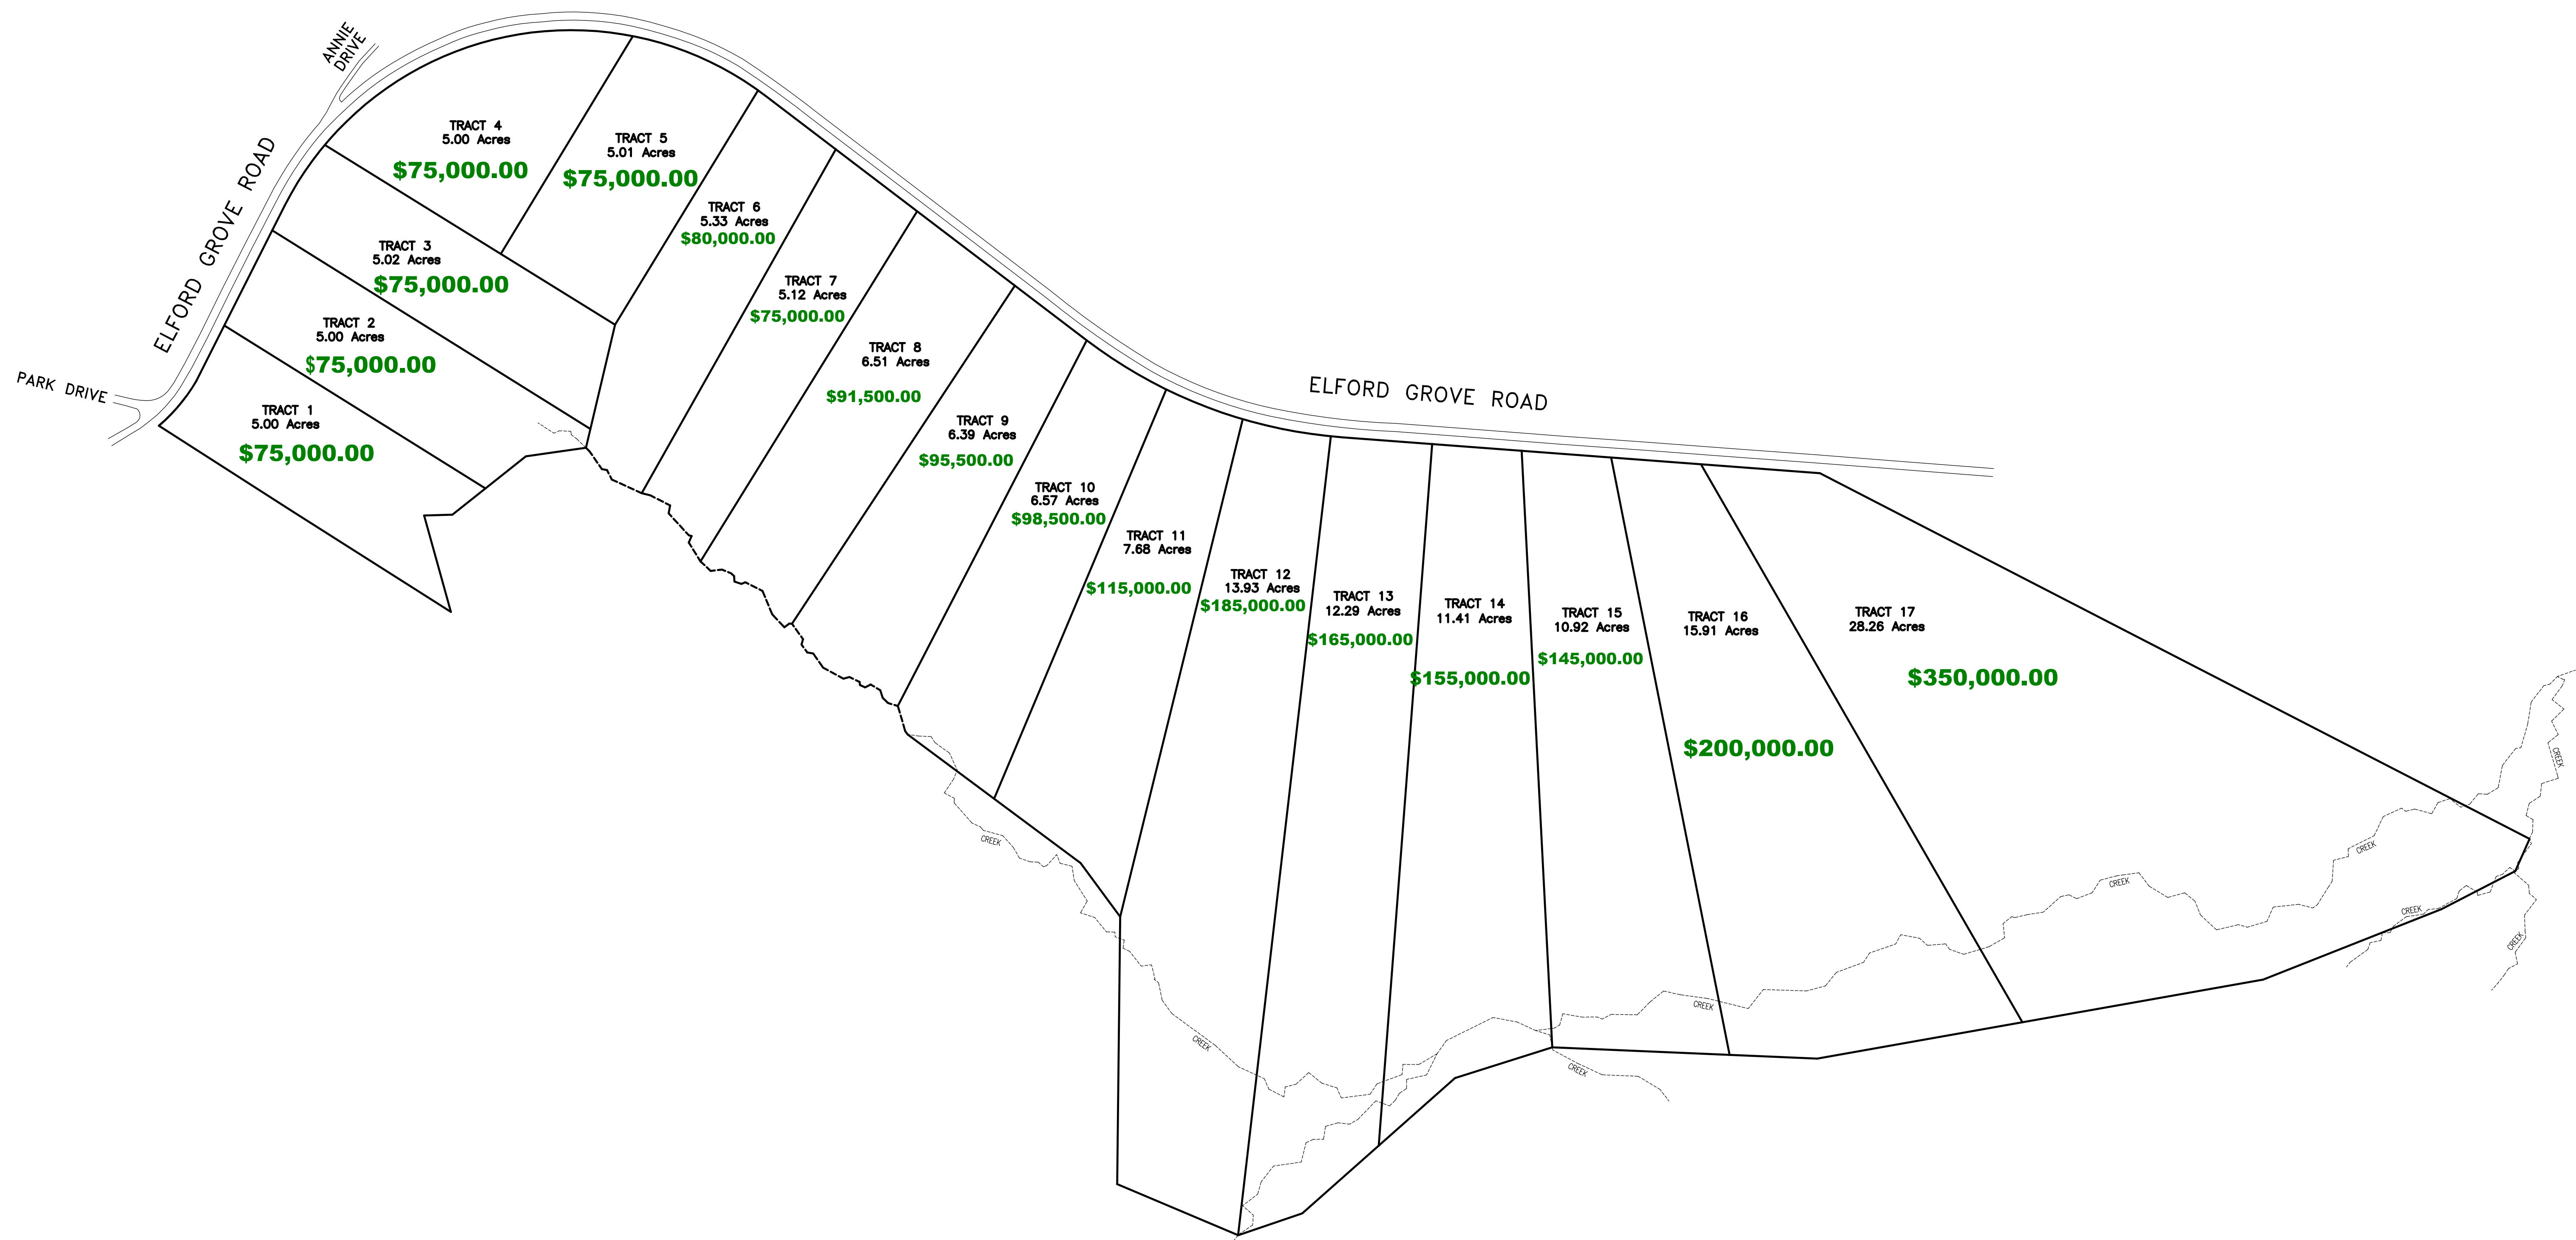 ANNIE
DRIVE
ELFORD GROVE ROAD
PARK DRIVE
TRACT 4
5.00 Acres
$75,000.00
TRACT 5
5.01 Acres
$75,000.00
TRACT 6
5.33 Acres
$80,000.00
TRACT 3
5.02 Acres
$75,000.00
TRACT 7
5.12 Acres
$75,000.00
TRACT 2
5.00 Acres
$75,000.00
TRACT 8
6.51 Acres
$91,500.00
TRACT 1
5.00 Acres
$75,000.00
TRACT 9
6.39 Acres
$95,500.00
ELFORD GROVE ROAD
TRACT 10
6.57 Acres
$98,500.00
TRACT 11
7.68 Acres
$115,000.00
TRACT 12
13.93 Acres
$185,000.00
TRACT 13
12.29 Acres
$165,000.00
TRACT 14
11.41 Acres
$155,000.00
TRACT 15
10.92 Acres
$145,000.00
TRACT 16
15.91 Acres
$200,000.00
TRACT 17
28.26 Acres
$350,000.00
CREEK
CREEK
CREEK
CREEK
CREEK
CREEK
CREEK
CREEK
CREEK